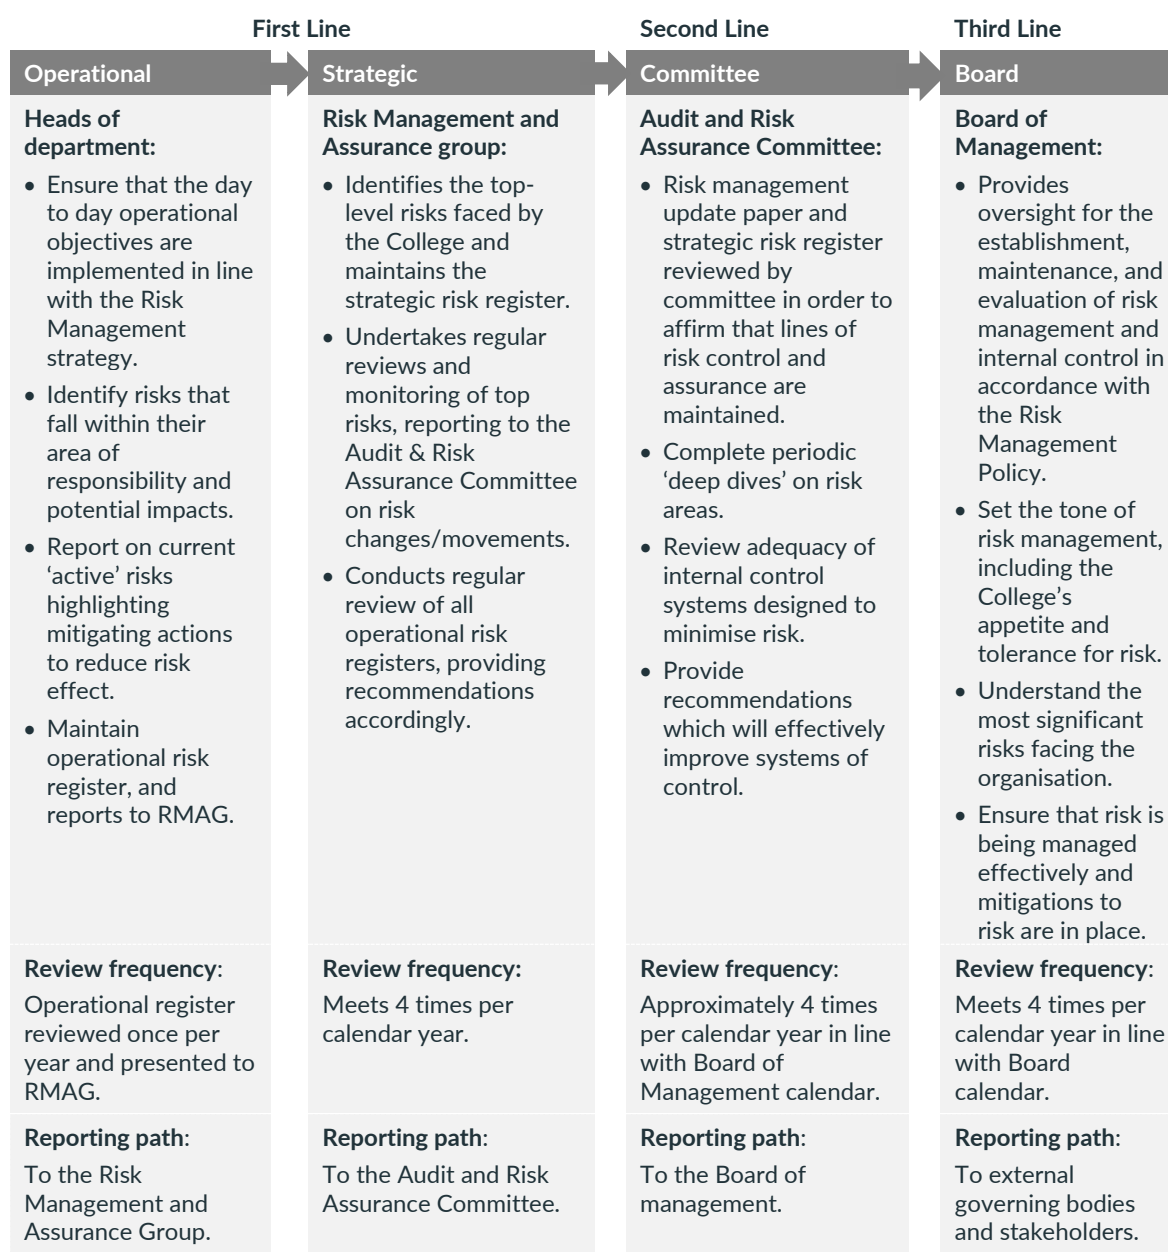 First Line
Second Line
Third Line
Operational
Strategic
Committee
Board
Heads of
department:
• Ensure that the day
to day operational
objectives are
implemented in line
with the Risk
Management
strategy.
• Identify risks that
fall within their
area of
responsibility and
potential impacts.
• Report on current
‘active’ risks
highlighting
mitigating actions
to reduce risk
effect.
• Maintain
operational risk
register, and
reports to RMAG.
Review frequency:
Operational register
reviewed once per
year and presented to
RMAG.
Reporting path:
To the Risk
Management and
Assurance Group.
Risk Management and
Assurance group:
• Identifies the top-
level risks faced by
the College and
maintains the
strategic risk register.
• Undertakes regular
reviews and
monitoring of top
risks, reporting to the
Audit & Risk
Assurance Committee
on risk
changes/movements.
• Conducts regular
review of all
operational risk
registers, providing
recommendations
accordingly.
Review frequency:
Meets 4 times per
calendar year.
Reporting path:
To the Audit and Risk
Assurance Committee.
Audit and Risk
Assurance Committee:
• Risk management
update paper and
strategic risk register
reviewed by
committee in order to
affirm that lines of
risk control and
assurance are
maintained.
• Complete periodic
‘deep dives’ on risk
areas.
• Review adequacy of
internal control
systems designed to
minimise risk.
• Provide
recommendations
which will effectively
improve systems of
control.
Review frequency:
Approximately 4 times
per calendar year in line
with Board of
Management calendar.
Reporting path:
To the Board of
management.
Board of
Management:
• Provides
oversight for the
establishment,
maintenance, and
evaluation of risk
management and
internal control in
accordance with
the Risk
Management
Policy.
• Set the tone of
risk management,
including the
College’s
appetite and
tolerance for risk.
• Understand the
most significant
risks facing the
organisation.
• Ensure that risk is
being managed
effectively and
mitigations to
risk are in place.
Review frequency:
Meets 4 times per
calendar year in line
with Board
calendar.
Reporting path:
To external
governing bodies
and stakeholders.